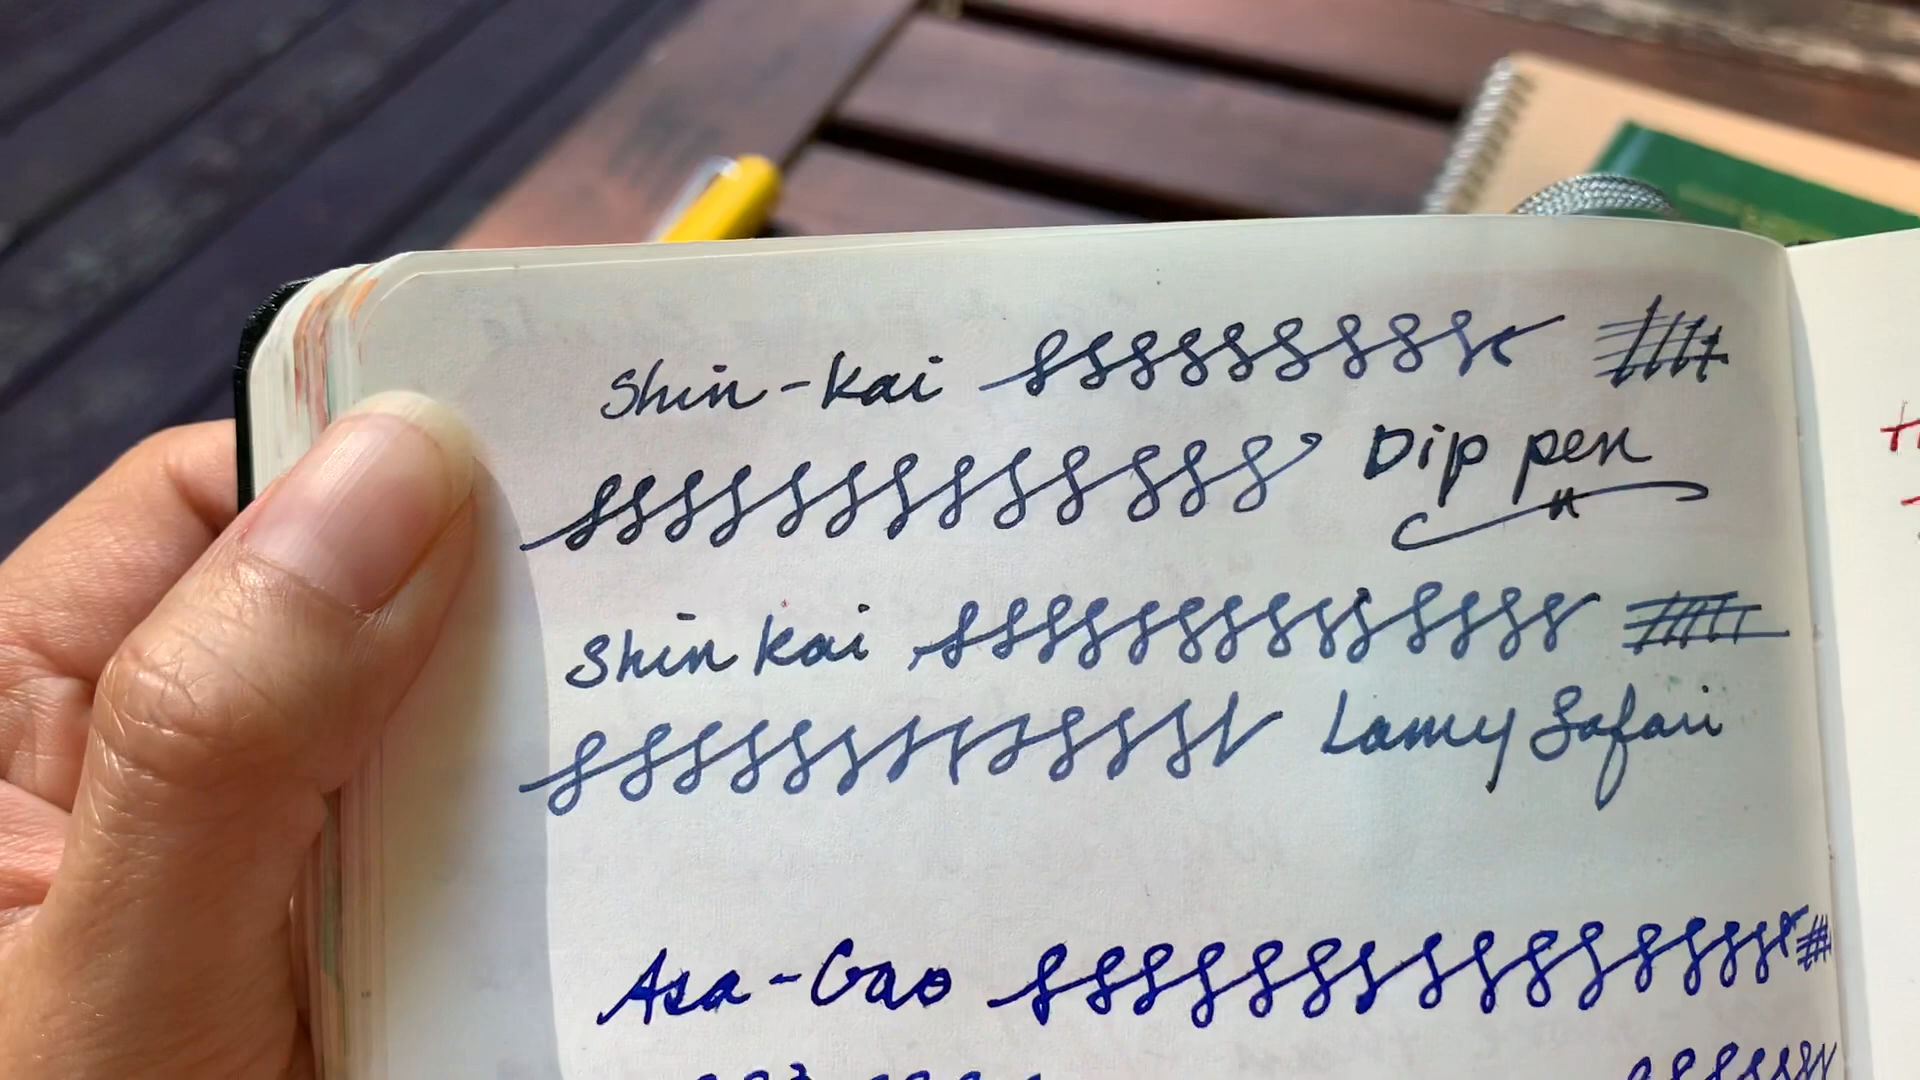 Shin-kai
Dip pen
Shin kai
Lamy Safari
Asa-Gao